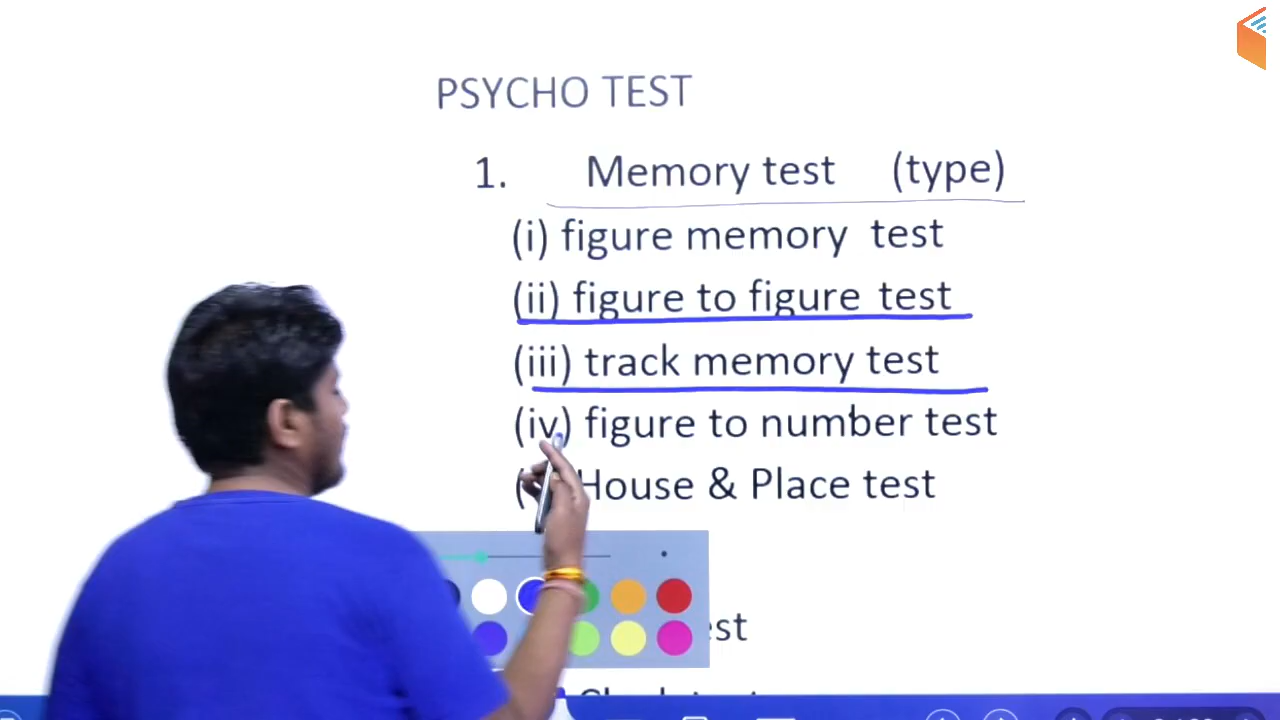 PSYCHO TEST
1. Memory test (type)
(i) figure memory test
(ii) figure to figure test
(iii) track memory test
(iv) figure to number test
( House & Place test